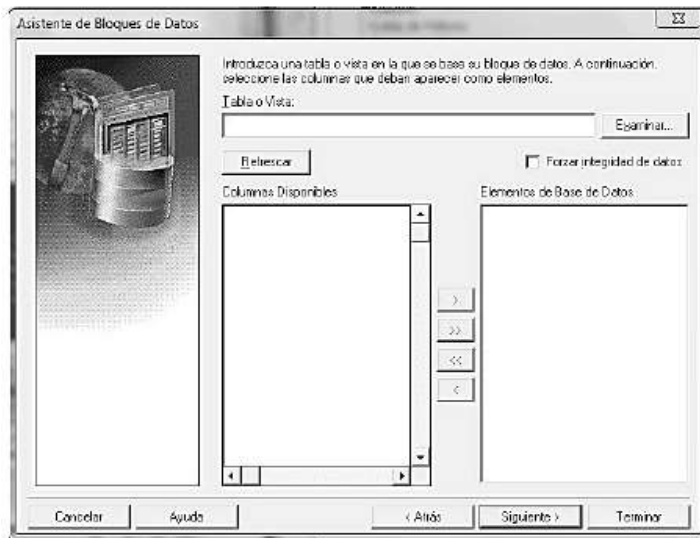 Asistente de Bloques de Datos
Introduzca una tabla o vista en la que se base su bloque de datos. A continuación,
seleccione las columnas que deban aparecer como elementos.
Tabla o Vista:
Examinar...
Refrescar
Forzar integridad de datos
Columnas Disponibles
Elementos de Base de Datos
>
>>
<<
<
Cancelar
Ayuda
< Atrás
Siguiente >
Terminar